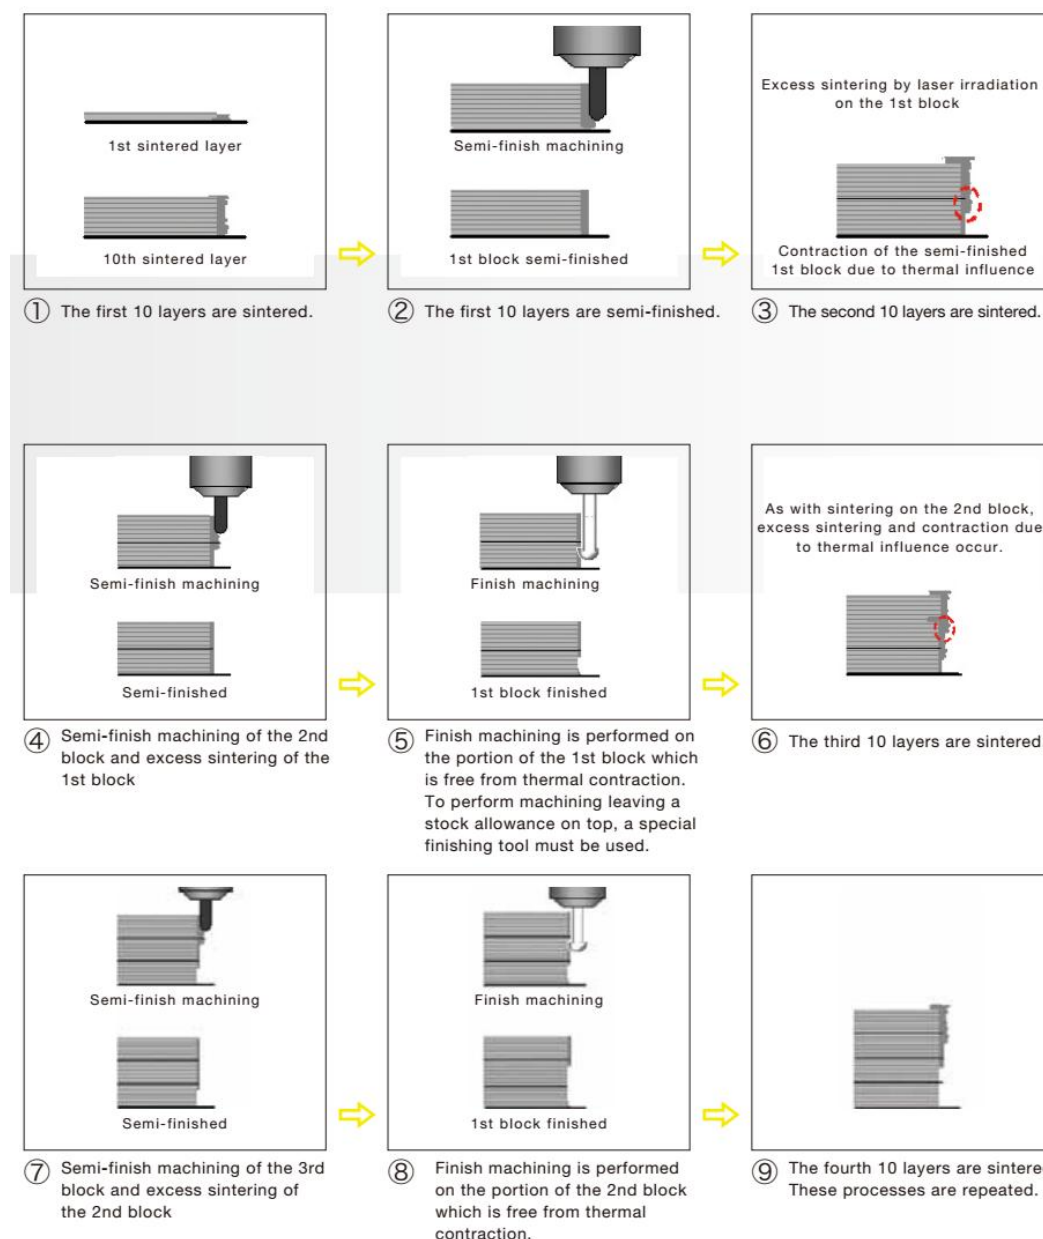 1st sintered layer
10th sintered layer
① The first 10 layers are sintered.
Semi-finish machining
1st block semi-finished
② The first 10 layers are semi-finished.
Excess sintering by laser irradiation
on the 1st block
Contraction of the semi-finished
1st block due to thermal influence
③ The second 10 layers are sintered.
Semi-finish machining
Semi-finished
④ Semi-finish machining of the 2nd
block and excess sintering of the
1st block
Finish machining
1st block finished
⑤ Finish machining is performed on
the portion of the 1st block which
is free from thermal contraction.
To perform machining leaving a
stock allowance on top, a special
finishing tool must be used.
As with sintering on the 2nd block,
excess sintering and contraction due
to thermal influence occur.
⑥ The third 10 layers are sintered
Semi-finish machining
Semi-finished
⑦ Semi-finish machining of the 3rd
block and excess sintering of
the 2nd block
Finish machining
1st block finished
⑧ Finish machining is performed
on the portion of the 2nd block
which is free from thermal
contraction.
⑨ The fourth 10 layers are sintere
These processes are repeated.